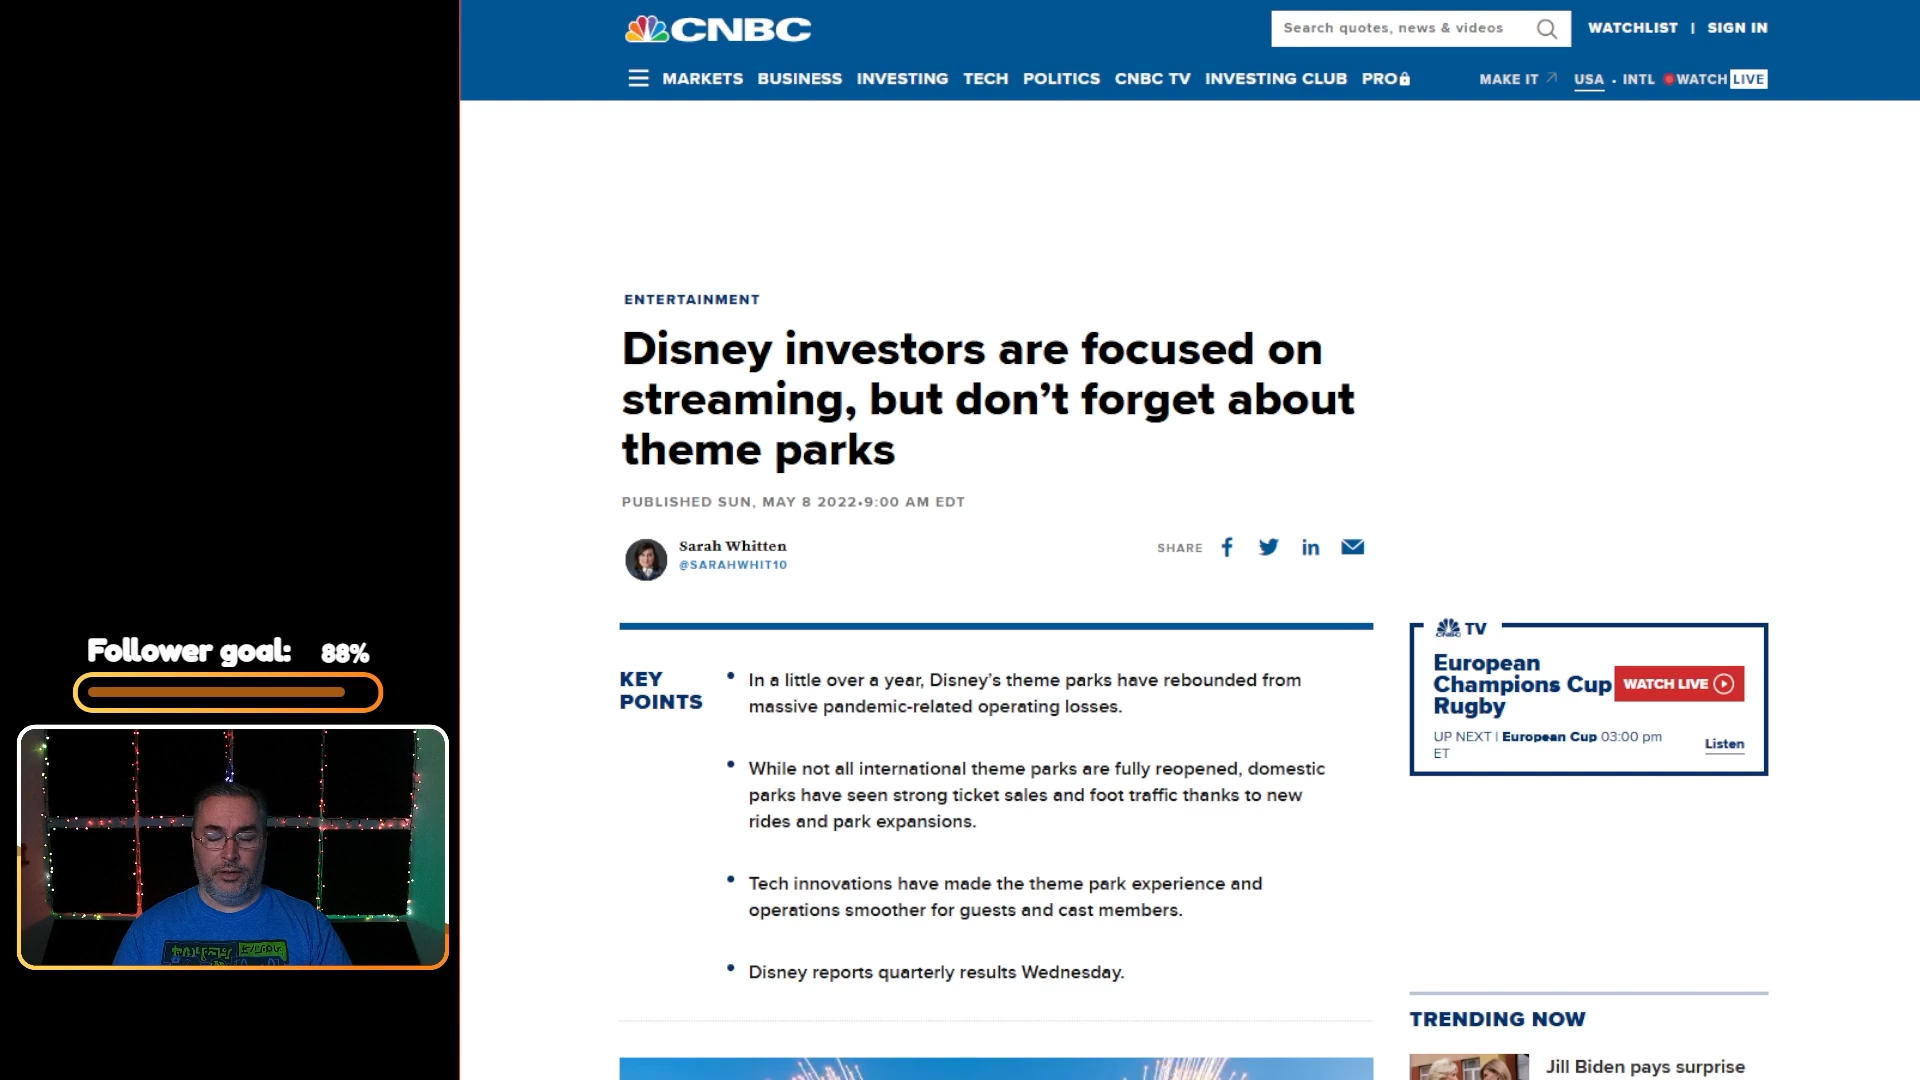 CNBC
Search quotes, news & videos
WATCHLIST | SIGN IN
MARKETS BUSINESS INVESTING TECH POLITICS CNBC TV INVESTING CLUB PRO
MAKE IT USA • INTL WATCH LIVE
ENTERTAINMENT
Disney investors are focused on
streaming, but don’t forget about
theme parks
PUBLISHED SUN, MAY 8 2022•9:00 AM EDT
Sarah Whitten
@SARAHWHIT10
SHARE
KEY
POINTS
• In a little over a year, Disney’s theme parks have rebounded from
massive pandemic-related operating losses.
• While not all international theme parks are fully reopened, domestic
parks have seen strong ticket sales and foot traffic thanks to new
rides and park expansions.
• Tech innovations have made the theme park experience and
operations smoother for guests and cast members.
• Disney reports quarterly results Wednesday.
CNBC TV
European
Champions Cup
Rugby
WATCH LIVE
UP NEXT | European Cup 03:00 pm
ET
Listen
TRENDING NOW
Jill Biden pays surprise
Follower goal: 88%